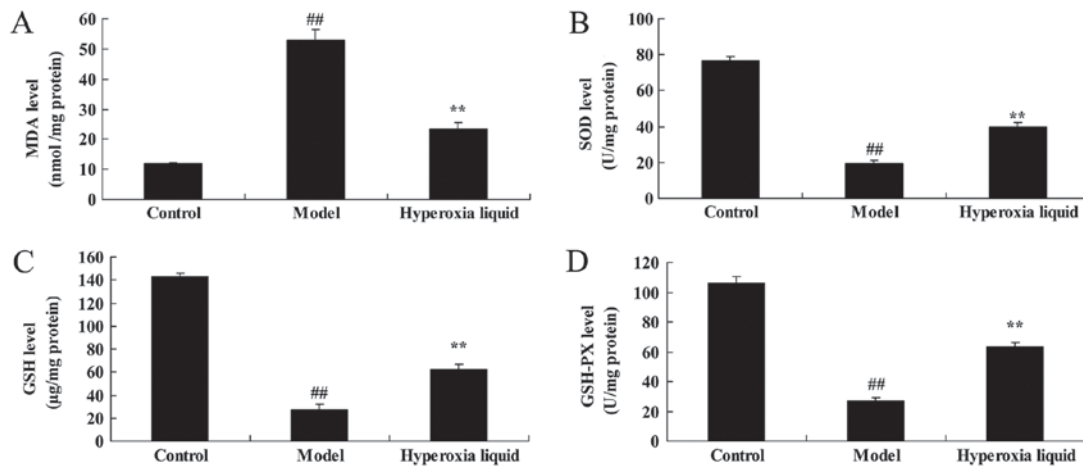 A
MDA level
(nmol /mg protein)
60
50
40
30
20
10
0
##
**
Control Model Hyperoxia liquid
B
SOD level
(U/mg protein)
100
80
60
40
20
0
##
**
Control Model Hyperoxia liquid
C
GSH level
(μg/mg protein)
160
140
120
100
80
60
40
20
0
##
**
Control Model Hyperoxia liquid
D
GSH-PX level
(U/mg protein)
120
100
80
60
40
20
0
##
**
Control Model Hyperoxia liquid